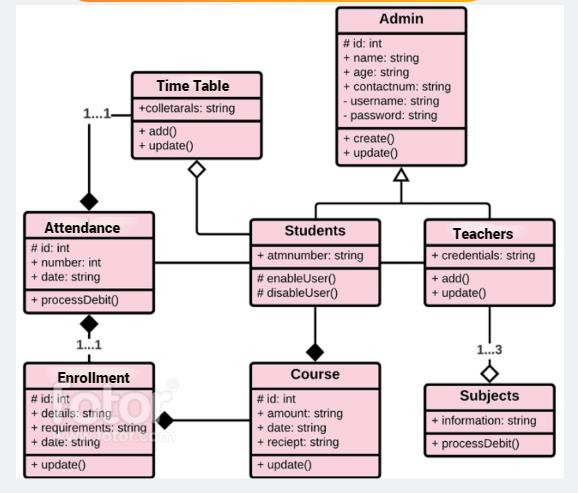 Admin
# id: int
+ name: string
+ age: string
+ contactnum: string
- username: string
- password: string
+ create()
+ update()
Time Table
+colletarals: string
+ add()
+ update()
1...1
Attendance
# id: int
+ number: int
+ date: string
+ processDebit()
Students
+ atmnumber: string
# enableUser()
# disableUser()
Teachers
+ credentials: string
+ add()
+ update()
1...1
1...3
Enrollment
# id: int
+ details: string
+ requirements: string
+ date: string
+ update()
Course
# id: int
+ amount: string
+ date: string
+ reciept: string
+ update()
Subjects
+ information: string
+ processDebit()